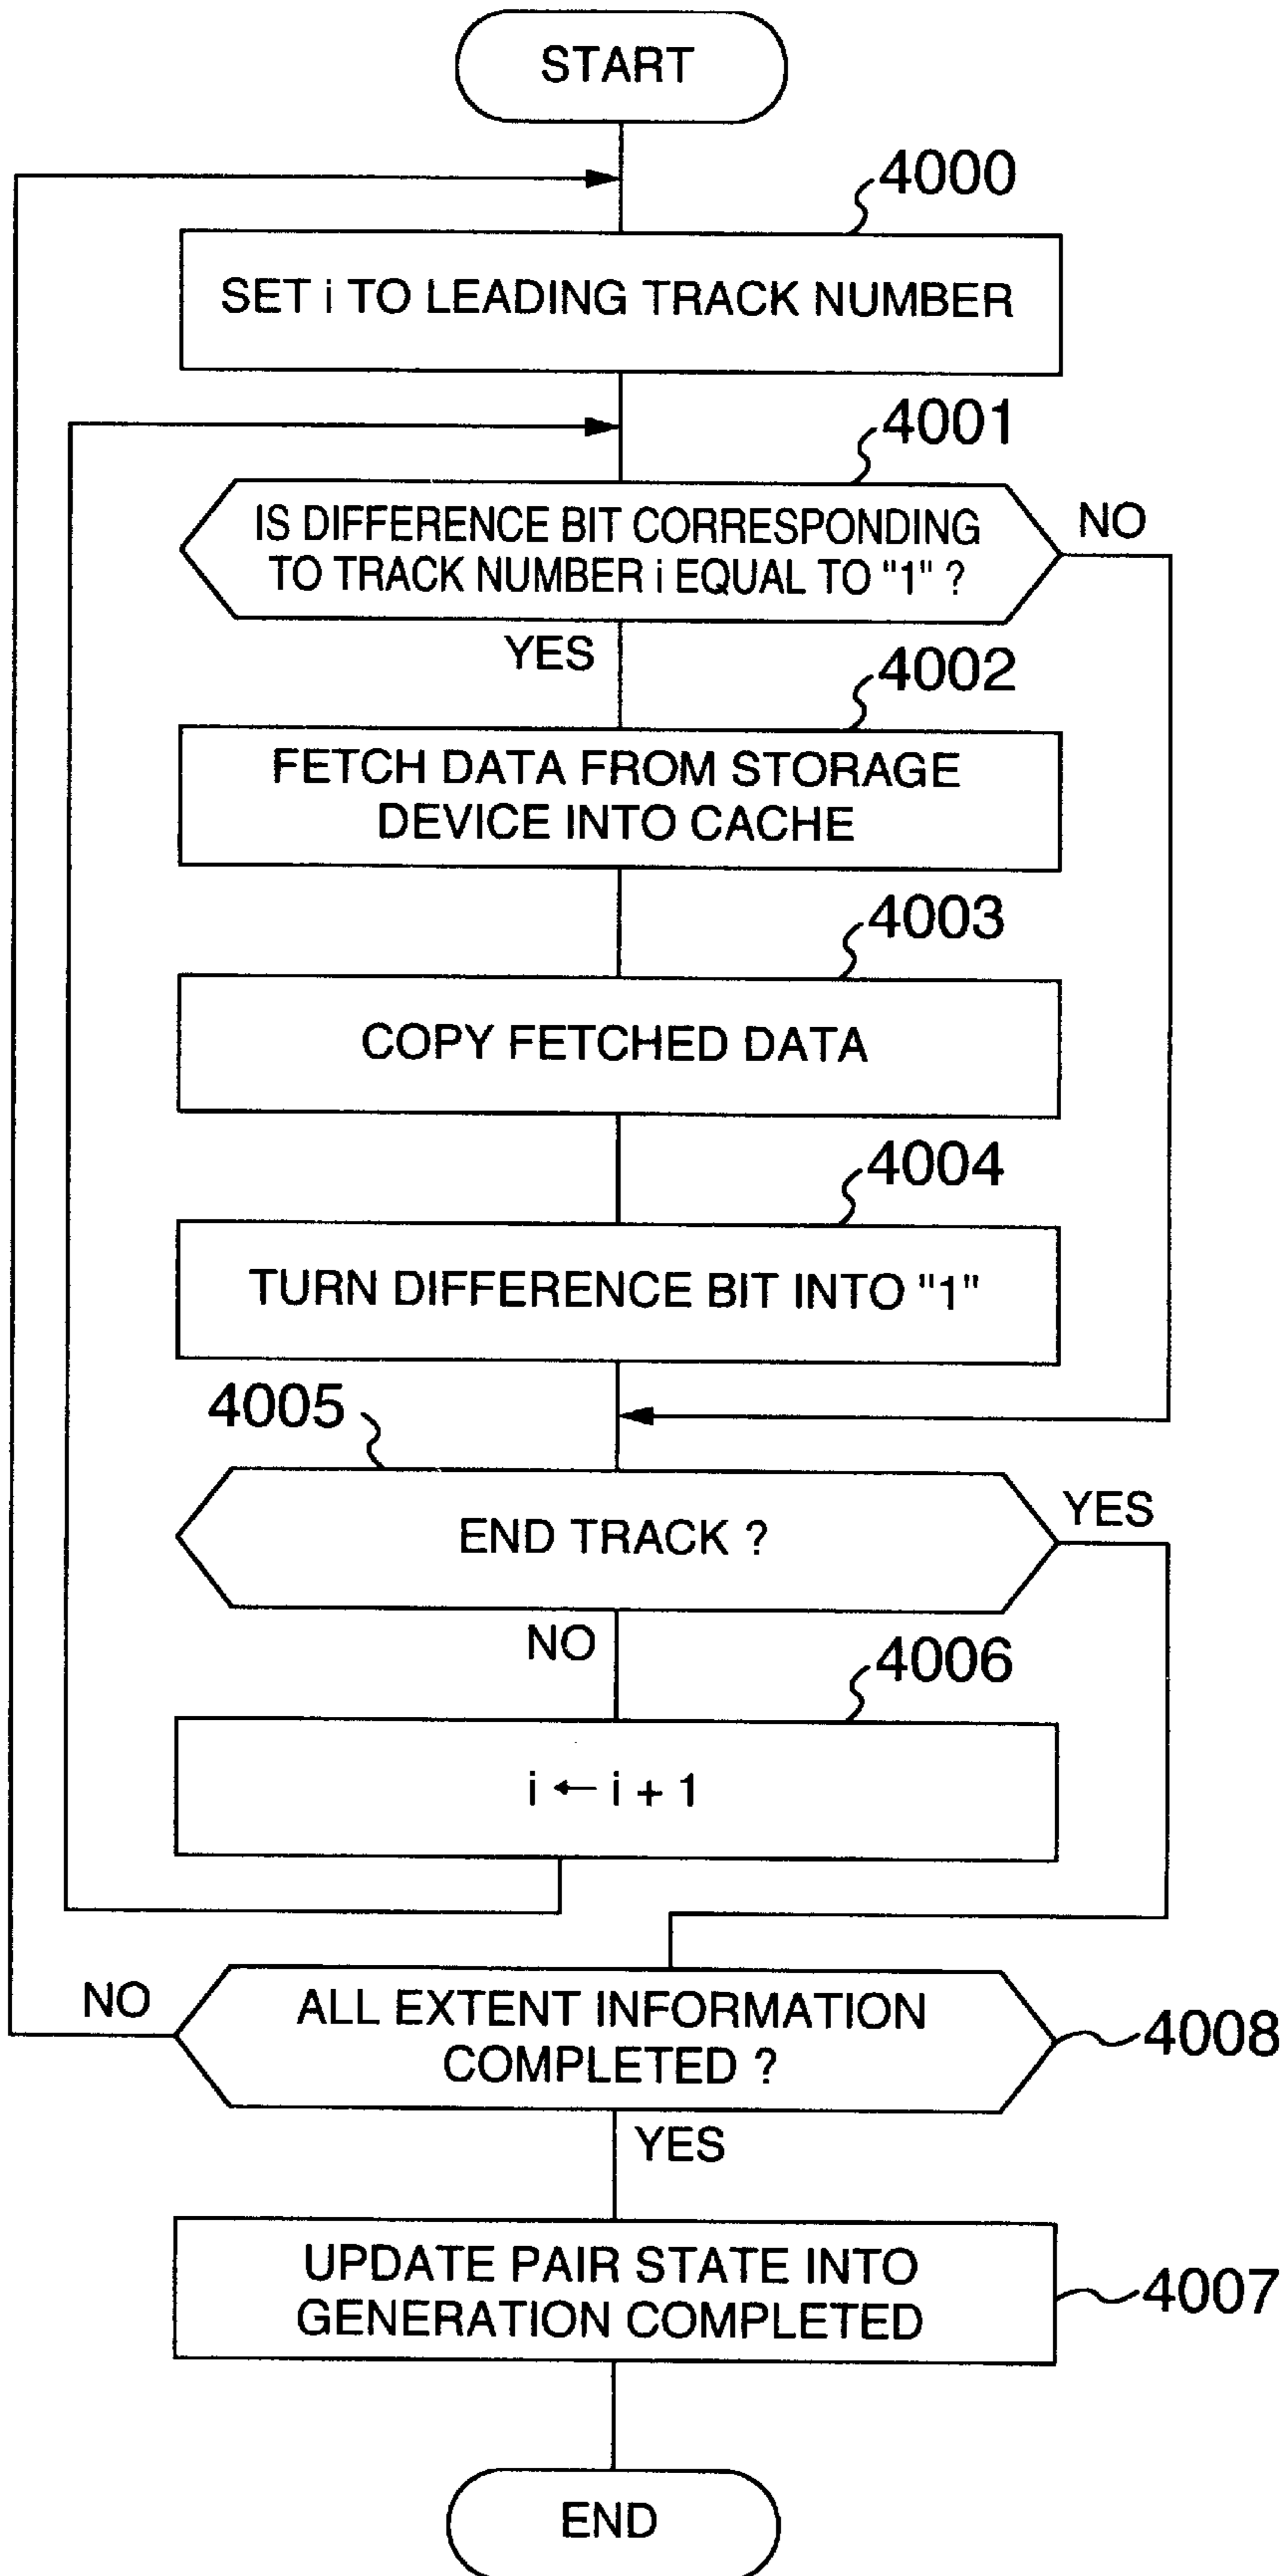 START
4000
SET i TO LEADING TRACK NUMBER
4001
IS DIFFERENCE BIT CORRESPONDING
TO TRACK NUMBER i EQUAL TO "1" ?
NO
YES
4002
FETCH DATA FROM STORAGE
DEVICE INTO CACHE
4003
COPY FETCHED DATA
4004
TURN DIFFERENCE BIT INTO "1"
4005
END TRACK ?
YES
NO
4006
i ← i + 1
NO
ALL EXTENT INFORMATION
COMPLETED ?
4008
YES
UPDATE PAIR STATE INTO
GENERATION COMPLETED
4007
END